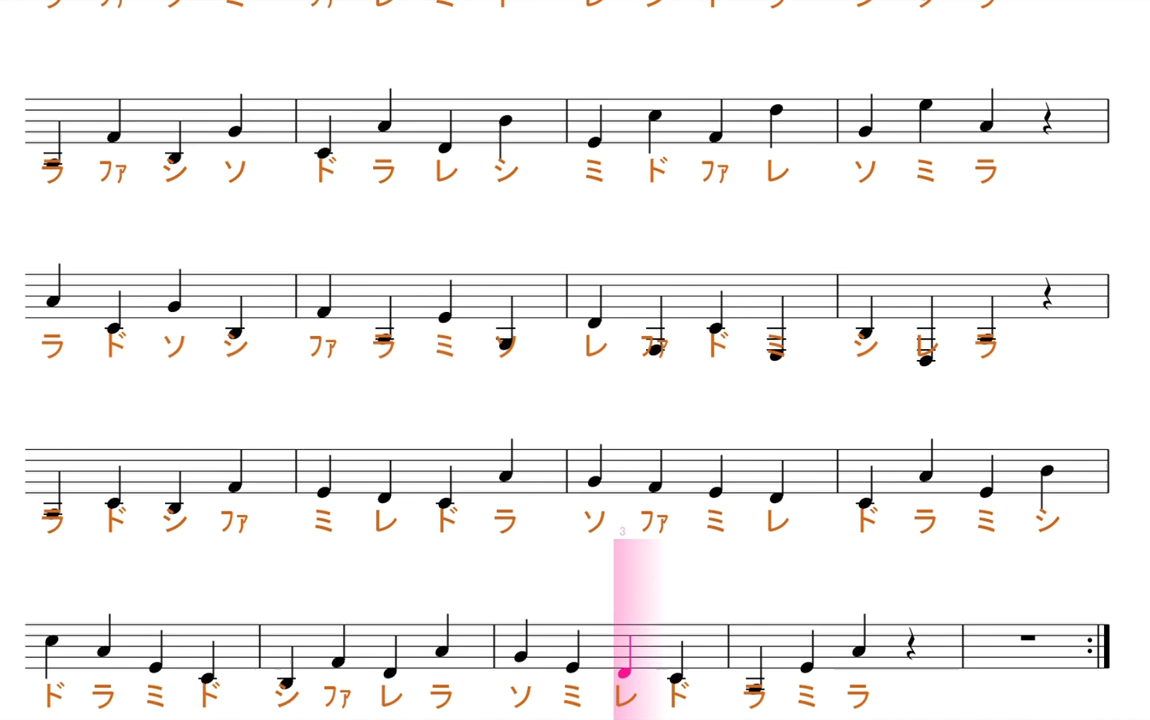 ラ ファ シ ソ ド ラ レ シ ミ ド ファ レ ソ ミ ラ
ラ ド ソ シ ファ ラ ミ ソ レ ファ ド ミ シ レ ラ
ラ ド シ ファ ミ レ ド ラ ソ ファ ミ レ ド ラ ミ シ
3
ド ラ ミ ド シ ファ レ ラ ソ ミ レ ド ラ ミ ラ